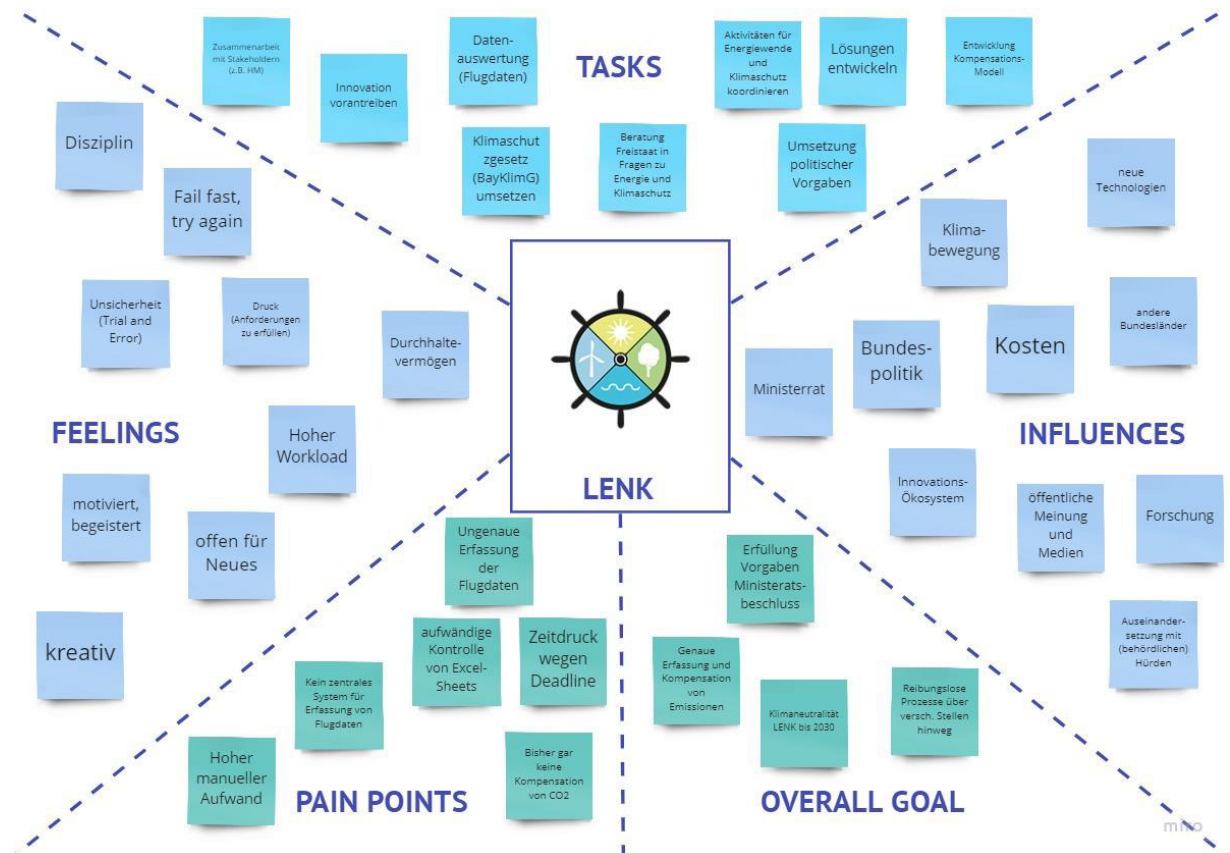 TASKS
Zusammenarbeit
mit Stakeholdern
(z.B. HM)
Innovation
vorantreiben
Daten-
auswertung
(Flugdaten)
Aktivitäten für
Energiewende
und
Klimaschutz
koordinieren
Lösungen
entwickeln
Entwicklung
Kompensations-
Modell
Klimaschut
zgesetz
(BayKlimG)
umsetzen
Beratung
Freistaat in
Fragen zu
Energie und
Klimaschutz
Umsetzung
politischer
Vorgaben
FEELINGS
Disziplin
Fail fast,
try again
Unsicherheit
(Trial and
Error)
Druck
(Anforderungen
zu erfüllen)
Durchhalte-
vermögen
Hoher
Workload
motiviert,
begeistert
offen für
Neues
kreativ
LENK
INFLUENCES
neue
Technologien
Klima-
bewegung
andere
Bundesländer
Kosten
Bundes-
politik
Ministerrat
Innovations-
Ökosystem
öffentliche
Meinung
und
Medien
Forschung
Auseinander-
setzung mit
(behördlichen)
Hürden
PAIN POINTS
Ungenaue
Erfassung
der
Flugdaten
aufwändige
Kontrolle
von Excel-
Sheets
Zeitdruck
wegen
Deadline
Kein zentrales
System für
Erfassung von
Flugdaten
Hoher
manueller
Aufwand
Bisher gar
keine
Kompensation
von CO2
OVERALL GOAL
Erfüllung
Vorgaben
Ministerats-
beschluss
Genaue
Erfassung und
Kompensation
von
Emissionen
Klimaneutralität
LENK bis 2030
Reibungslose
Prozesse über
versch. Stellen
hinweg
miro